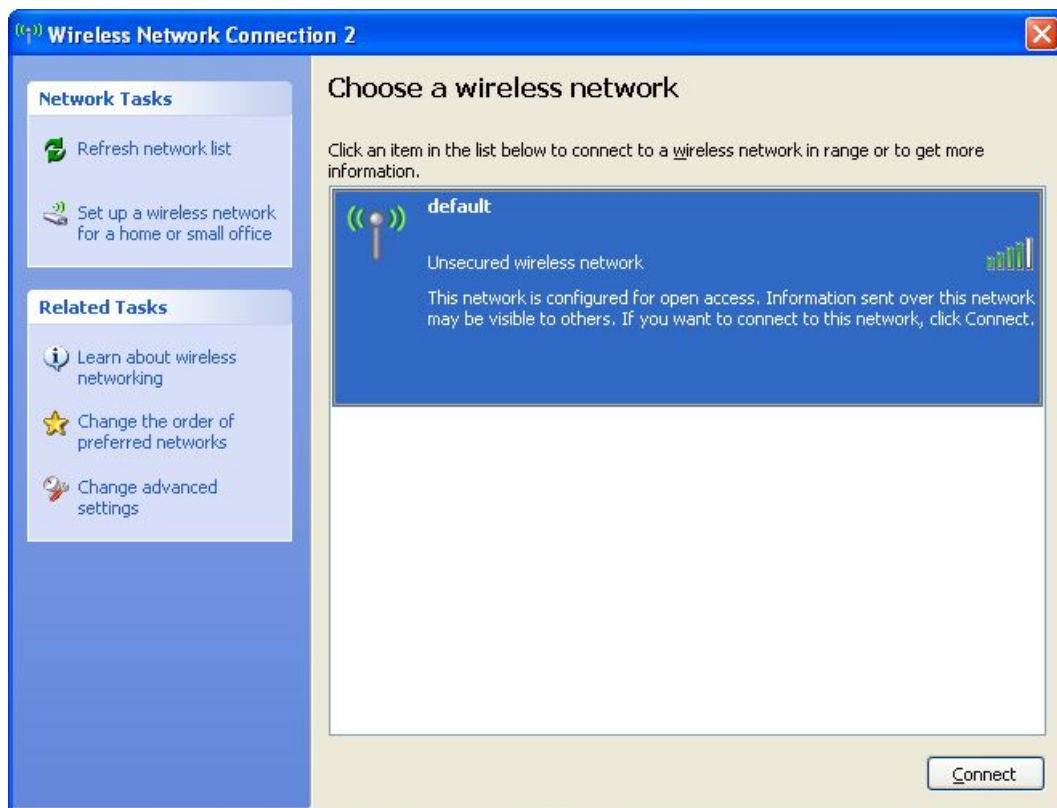 Wireless Network Connection 2
Network Tasks
Refresh network list
Set up a wireless network
for a home or small office
Related Tasks
Learn about wireless
networking
Change the order of
preferred networks
Change advanced
settings
Choose a wireless network
Click an item in the list below to connect to a wireless network in range or to get more
information.
default
Unsecured wireless network
This network is configured for open access. Information sent over this network
may be visible to others. If you want to connect to this network, click Connect.
Connect